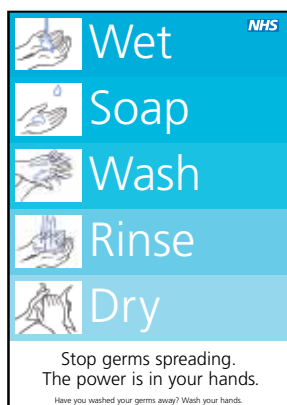 NHS
Wet
Soap
Wash
Rinse
Dry
Stop germs spreading.
The power is in your hands.
Have you washed your germs away? Wash your hands.